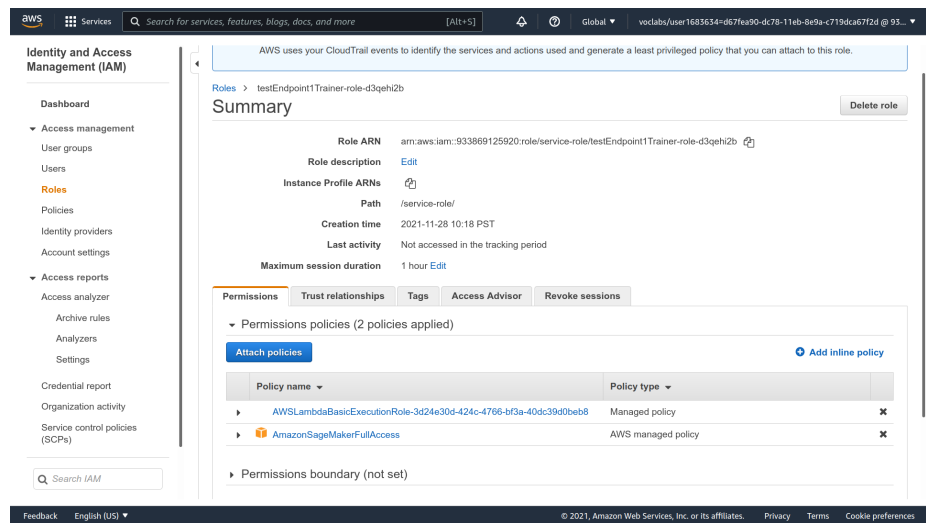 aws Services Search for services, features, blogs, docs, and more [Alt+S] Global ▼ voclabs/user1683634=d67fea90-dc78-11eb-8e9a-c719dca67f2d @ 93... ▼
Identity and Access Management (IAM)
Dashboard
Access management
User groups
Users
Roles
Policies
Identity providers
Account settings
Access reports
Access analyzer
Archive rules
Analyzers
Settings
Credential report
Organization activity
Service control policies (SCPs)
Search IAM
AWS uses your CloudTrail events to identify the services and actions used and generate a least privileged policy that you can attach to this role.
Roles > testEndpoint1Trainer-role-d3qehi2b
Summary
Delete role
Role ARN arn:aws:iam::933869125920:role/service-role/testEndpoint1Trainer-role-d3qehi2b
Role description Edit
Instance Profile ARNs
Path /service-role/
Creation time 2021-11-28 10:18 PST
Last activity Not accessed in the tracking period
Maximum session duration 1 hour Edit
Permissions Trust relationships Tags Access Advisor Revoke sessions
Permissions policies (2 policies applied)
Attach policies Add inline policy
Policy name Policy type
AWSLambdaBasicExecutionRole-3d24e30d-424c-4766-bf3a-40dc39d0beb8 Managed policy
AmazonSageMakerFullAccess AWS managed policy
Permissions boundary (not set)
Feedback English (US) ▼ © 2021, Amazon Web Services, Inc. or its affiliates. Privacy Terms Cookie preferences